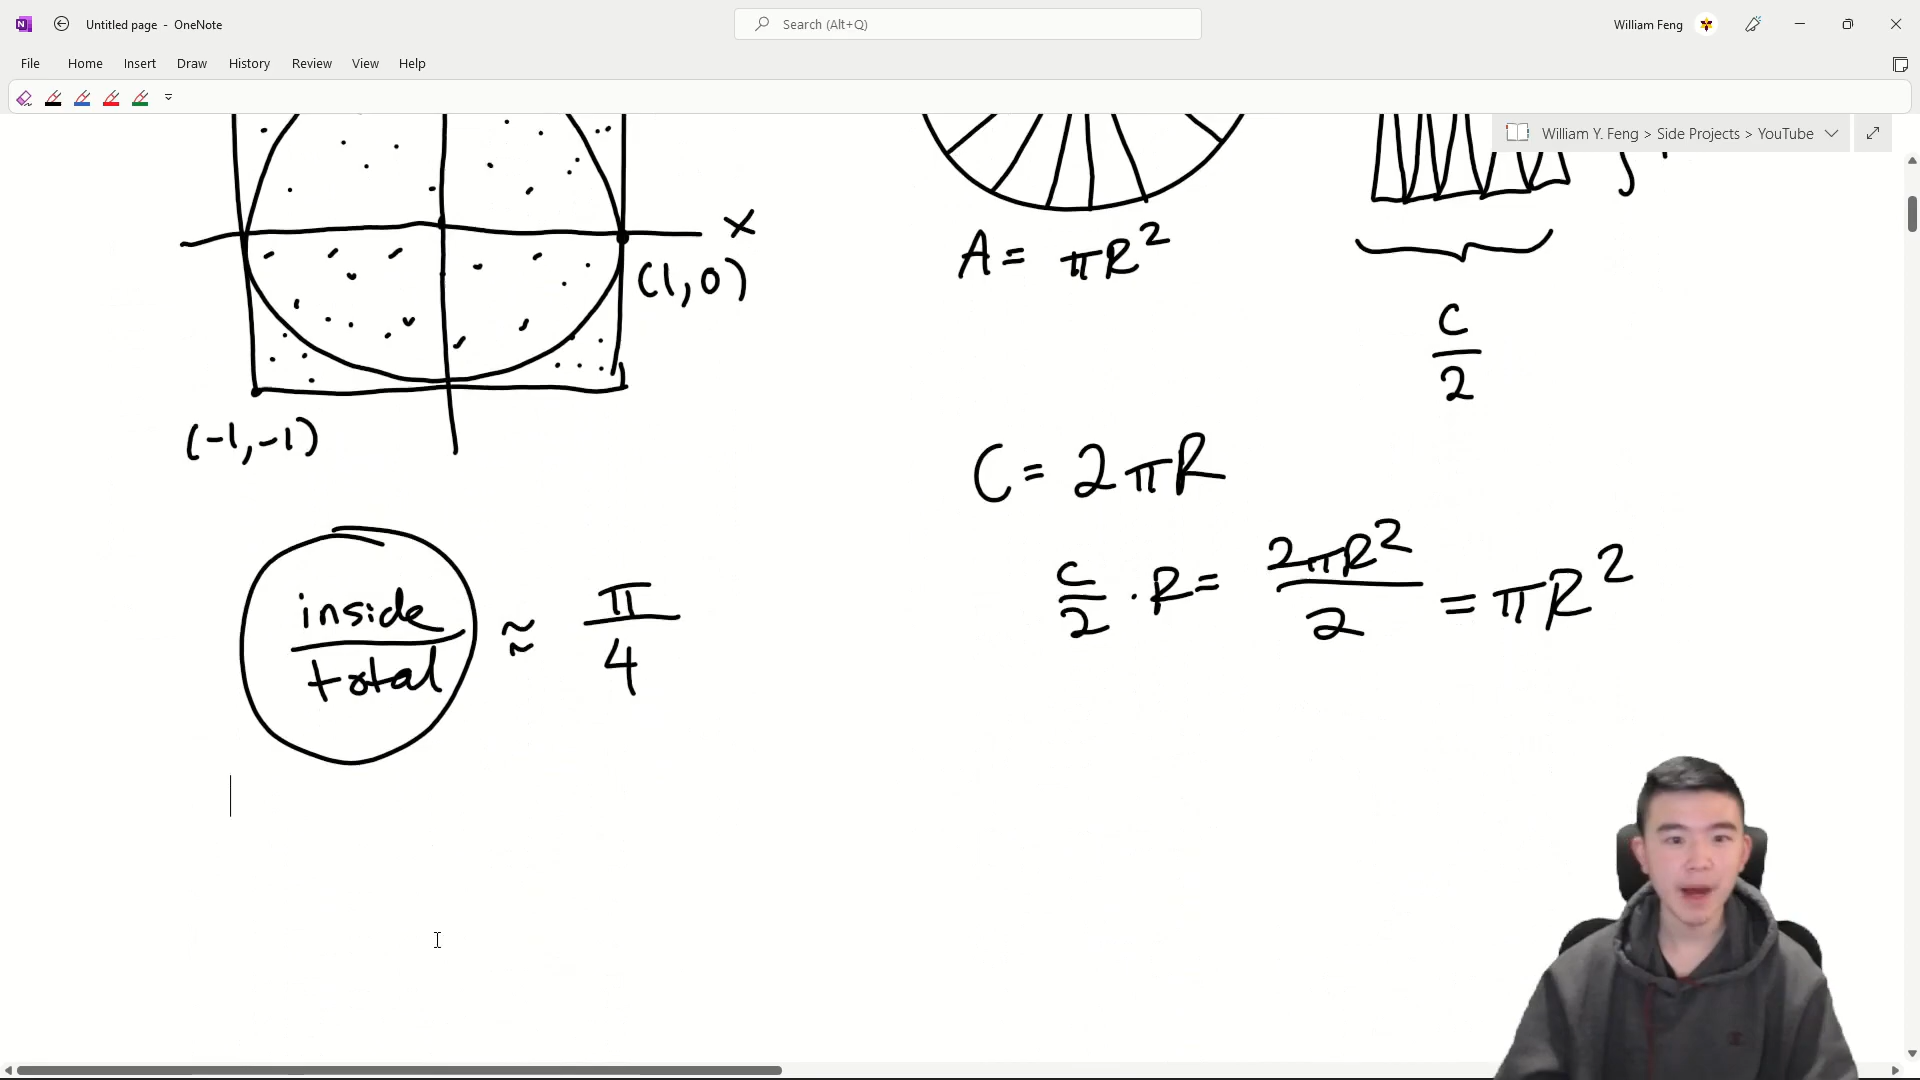 Untitled page - OneNote
Search (Alt+Q)
William Feng
File Home Insert Draw History Review View Help
William Y. Feng > Side Projects > YouTube
x
(1,0)
(-1,-1)
A = πR²
C
2
C = 2πR
C/2 · R = 2πR²/2 = πR²
inside/total ≈ π/4